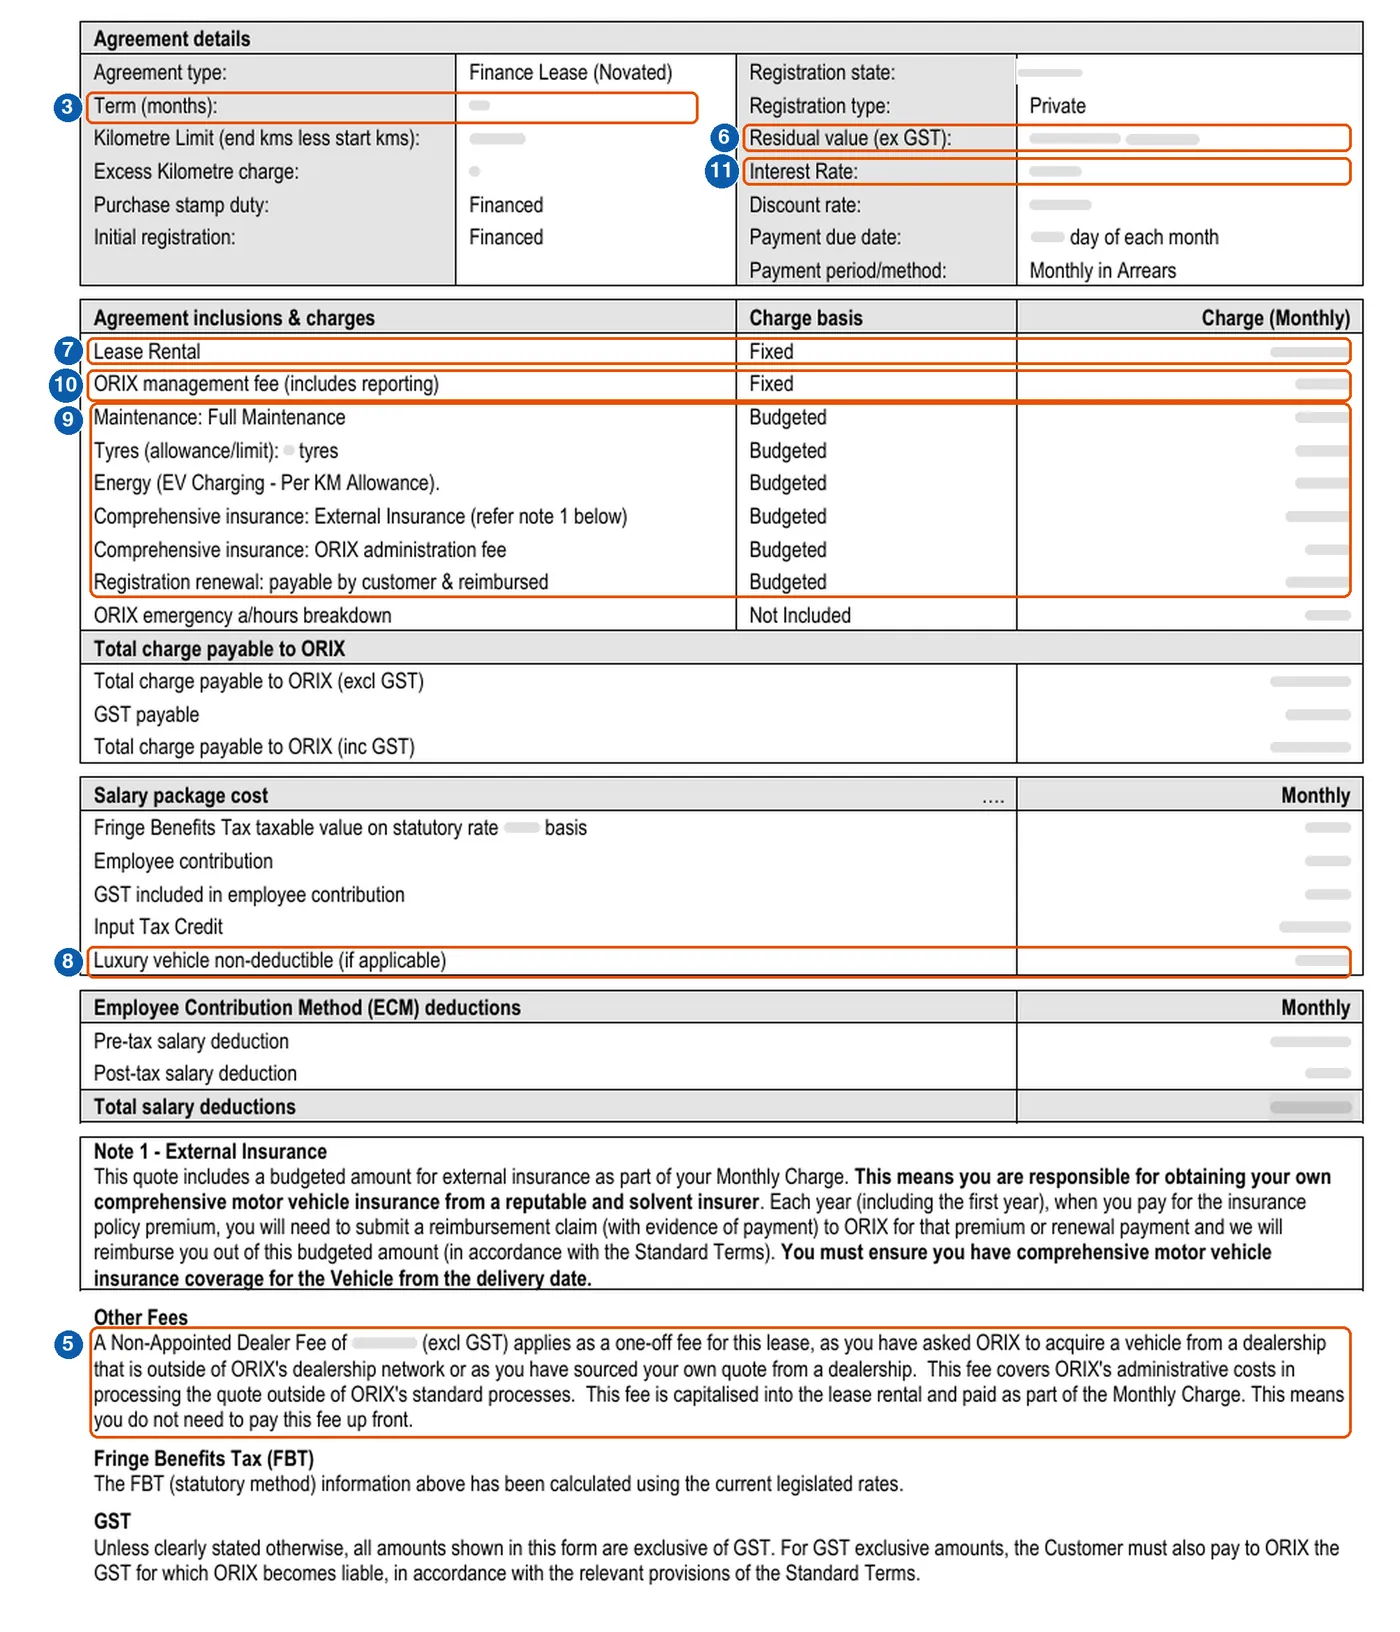 Agreement details
Agreement type: Finance Lease (Novated) Registration state:
3 Term (months): Registration type: Private
Kilometre Limit (end kms less start kms): 6 Residual value (ex GST):
Excess Kilometre charge: 11 Interest Rate:
Purchase stamp duty: Financed Discount rate:
Initial registration: Financed Payment due date: day of each month
Payment period/method: Monthly in Arrears
Agreement inclusions & charges Charge basis Charge (Monthly)
7 Lease Rental Fixed
10 ORIX management fee (includes reporting) Fixed
9 Maintenance: Full Maintenance Budgeted
Tyres (allowance/limit): tyres Budgeted
Energy (EV Charging - Per KM Allowance). Budgeted
Comprehensive insurance: External Insurance (refer note 1 below) Budgeted
Comprehensive insurance: ORIX administration fee Budgeted
Registration renewal: payable by customer & reimbursed Budgeted
ORIX emergency a/hours breakdown Not Included
Total charge payable to ORIX
Total charge payable to ORIX (excl GST)
GST payable
Total charge payable to ORIX (inc GST)
Salary package cost .... Monthly
Fringe Benefits Tax taxable value on statutory rate basis
Employee contribution
GST included in employee contribution
Input Tax Credit
8 Luxury vehicle non-deductible (if applicable)
Employee Contribution Method (ECM) deductions Monthly
Pre-tax salary deduction
Post-tax salary deduction
Total salary deductions
Note 1 - External Insurance
This quote includes a budgeted amount for external insurance as part of your Monthly Charge. This means you are responsible for obtaining your own
comprehensive motor vehicle insurance from a reputable and solvent insurer. Each year (including the first year), when you pay for the insurance
policy premium, you will need to submit a reimbursement claim (with evidence of payment) to ORIX for that premium or renewal payment and we will
reimburse you out of this budgeted amount (in accordance with the Standard Terms). You must ensure you have comprehensive motor vehicle
insurance coverage for the Vehicle from the delivery date.
Other Fees
5 A Non-Appointed Dealer Fee of (excl GST) applies as a one-off fee for this lease, as you have asked ORIX to acquire a vehicle from a dealership
that is outside of ORIX's dealership network or as you have sourced your own quote from a dealership. This fee covers ORIX's administrative costs in
processing the quote outside of ORIX's standard processes. This fee is capitalised into the lease rental and paid as part of the Monthly Charge. This means
you do not need to pay this fee up front.
Fringe Benefits Tax (FBT)
The FBT (statutory method) information above has been calculated using the current legislated rates.
GST
Unless clearly stated otherwise, all amounts shown in this form are exclusive of GST. For GST exclusive amounts, the Customer must also pay to ORIX the
GST for which ORIX becomes liable, in accordance with the relevant provisions of the Standard Terms.